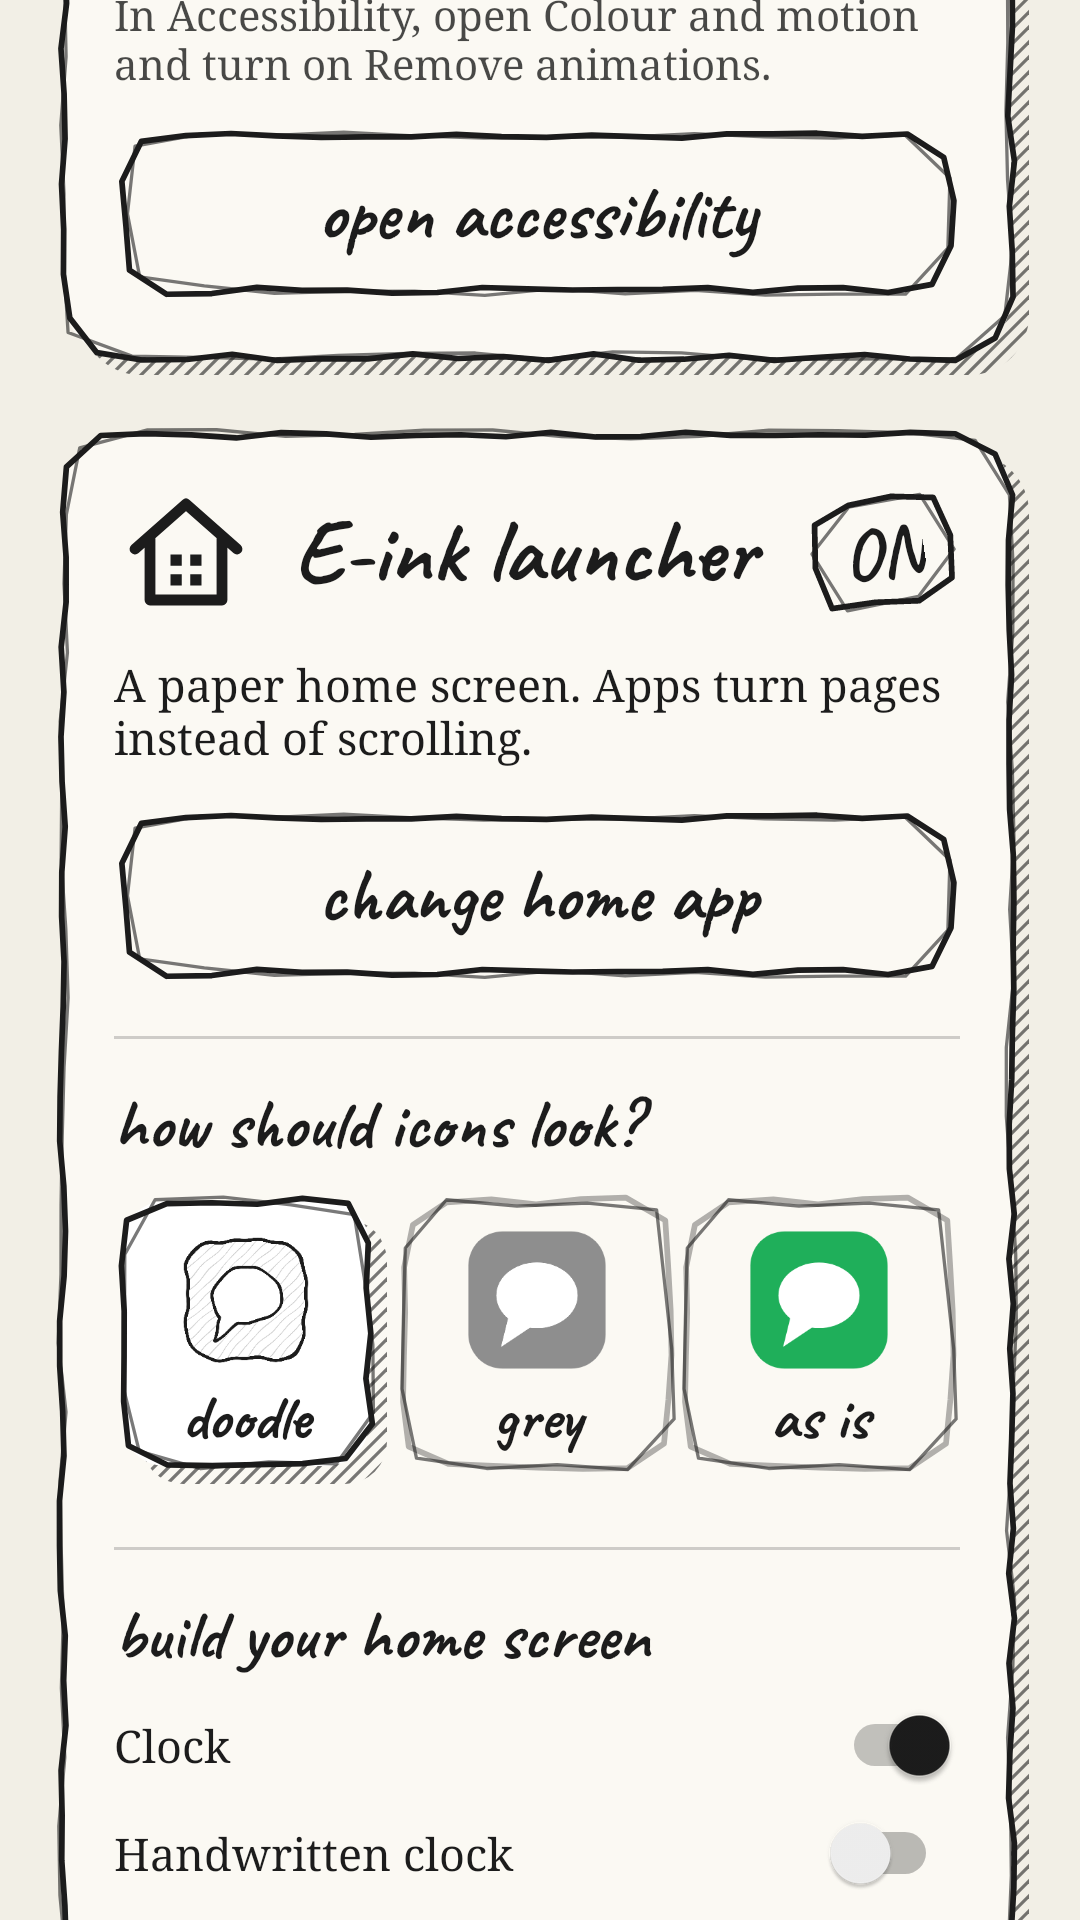 In Accessibility, open Colour and motion
and turn on Remove animations.
open accessibility
E-ink launcher
ON
A paper home screen. Apps turn pages
instead of scrolling.
change home app
how should icons look?
doodle
grey
as is
build your home screen
Clock
Handwritten clock